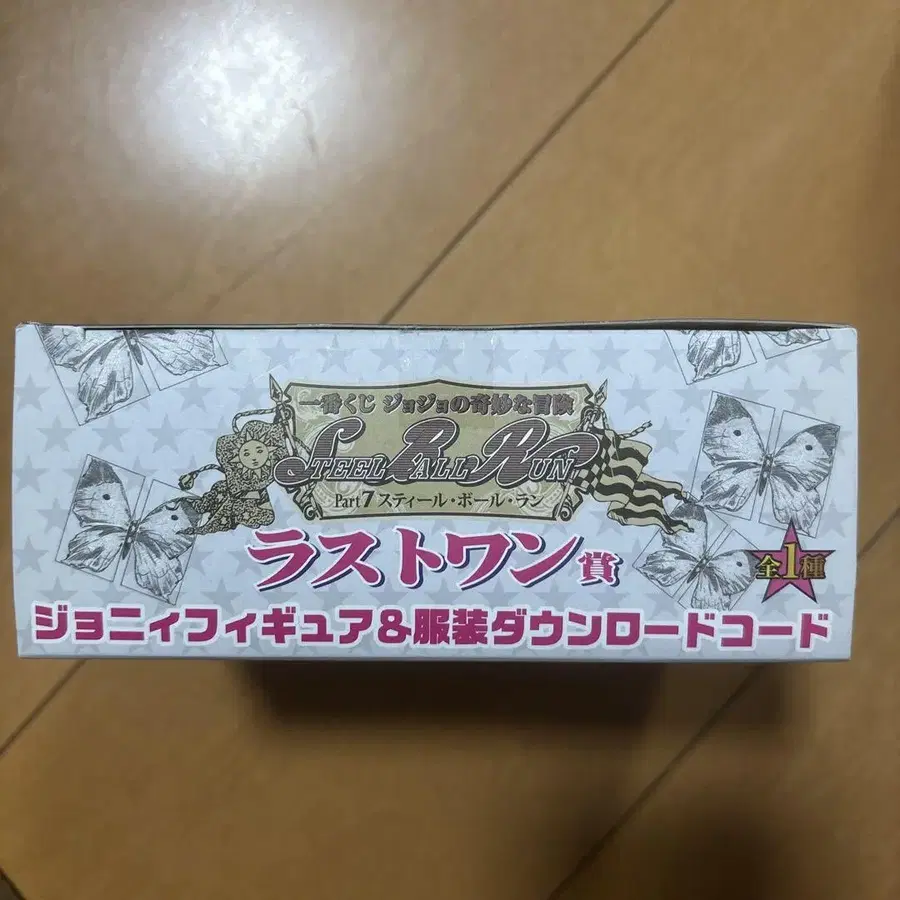 一番くじ ジョジョの奇妙な冒険
STEEL BALL RUN
Part7 スティール・ボール・ラン
ラストワン賞
全1種
ジョニィフィギュア&服装ダウンロードコード